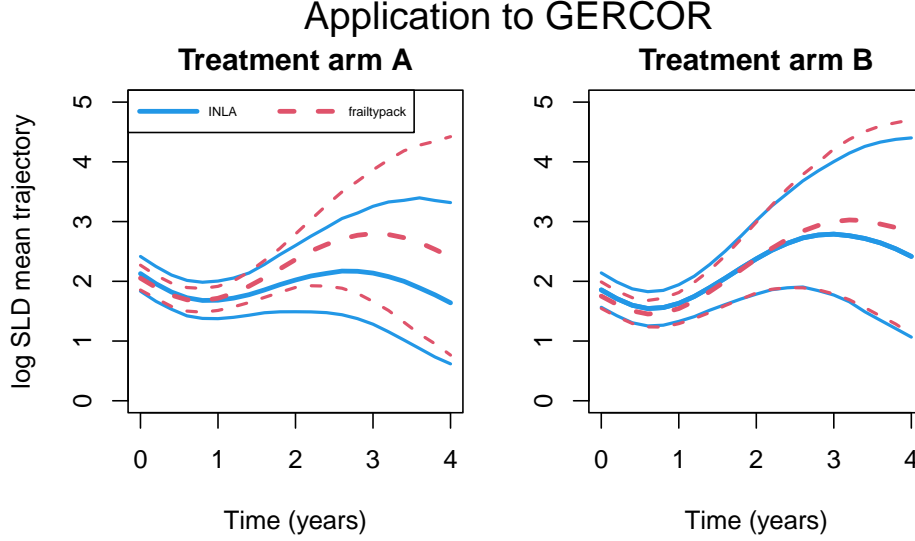 Application to GERCOR
Treatment arm A
Treatment arm B
INLA
frailtypack
log SLD mean trajectory
5
4
3
2
1
0
0 1 2 3 4
Time (years)
5
4
3
2
1
0
0 1 2 3 4
Time (years)